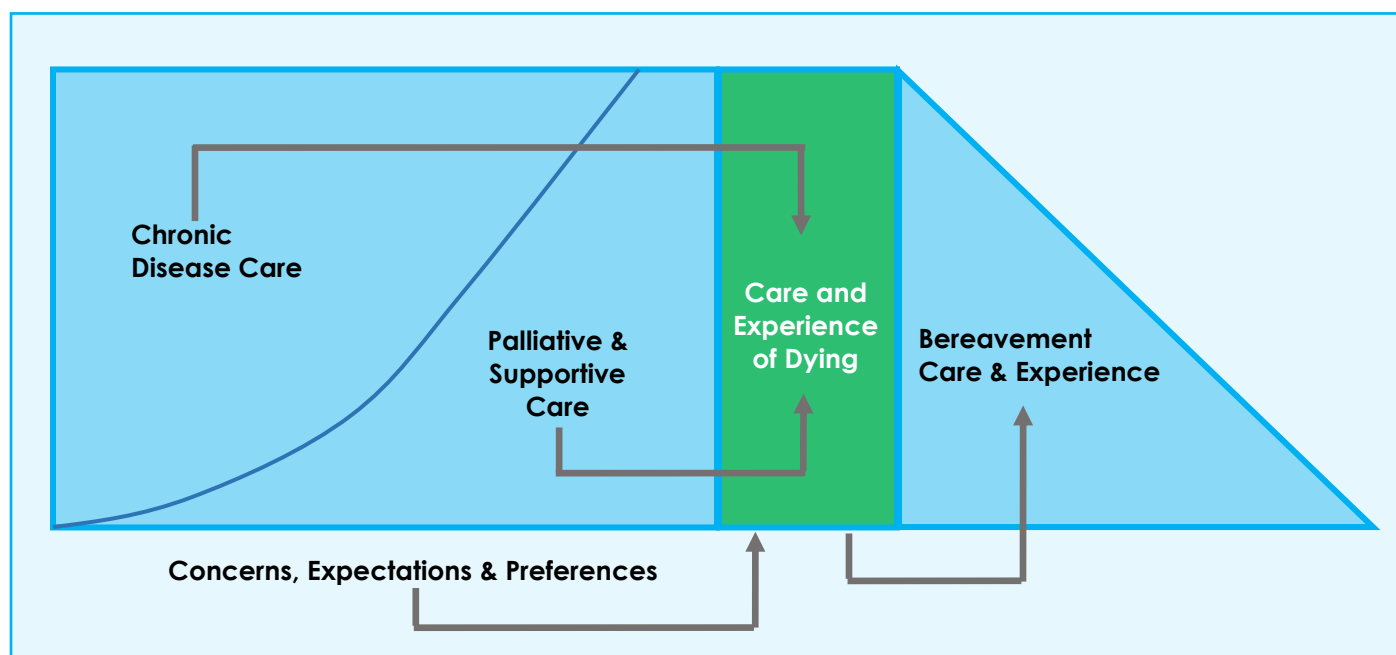 Chronic
Disease Care
Palliative &
Supportive
Care
Care and
Experience
of Dying
Bereavement
Care & Experience
Concerns, Expectations & Preferences